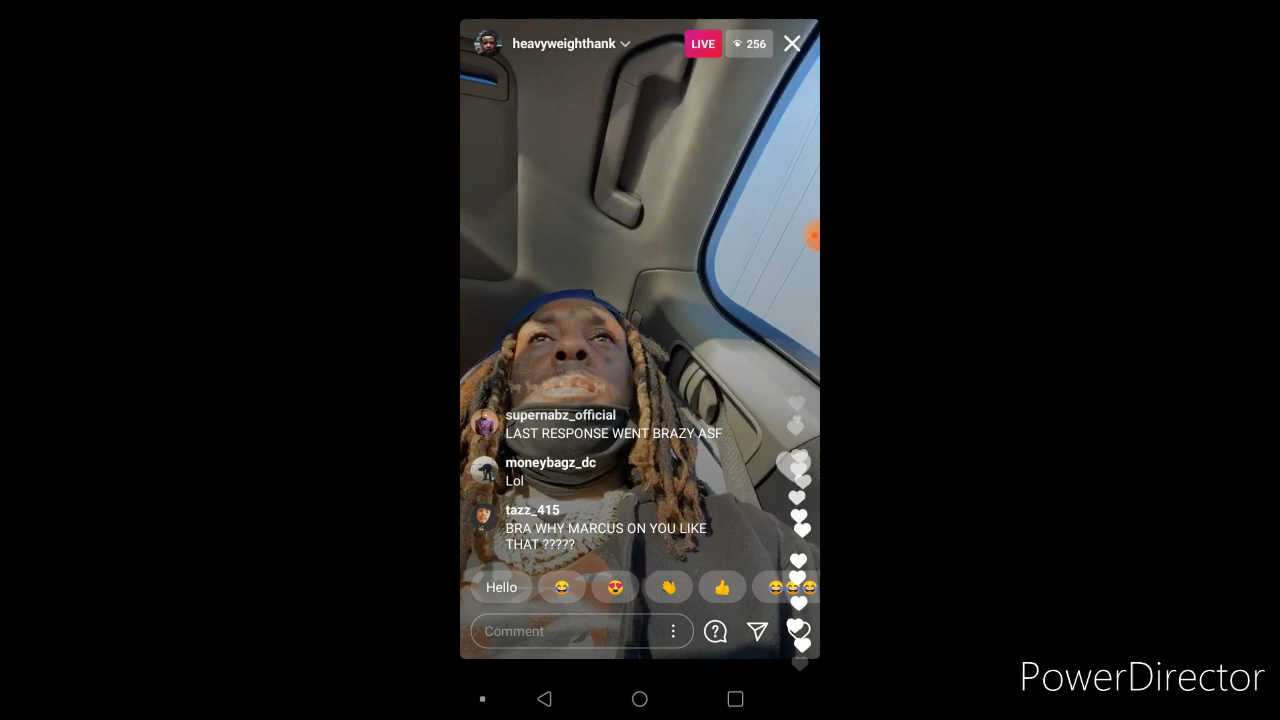 heavyweighthank
LIVE
256
supernabz_official
LAST RESPONSE WENT BRAZY ASF
moneybagz_dc
Lol
tazz_415
BRA WHY MARCUS ON YOU LIKE
THAT ?????
Hello 😂 😍 👏 👍 😂😂😂
Comment
PowerDirector